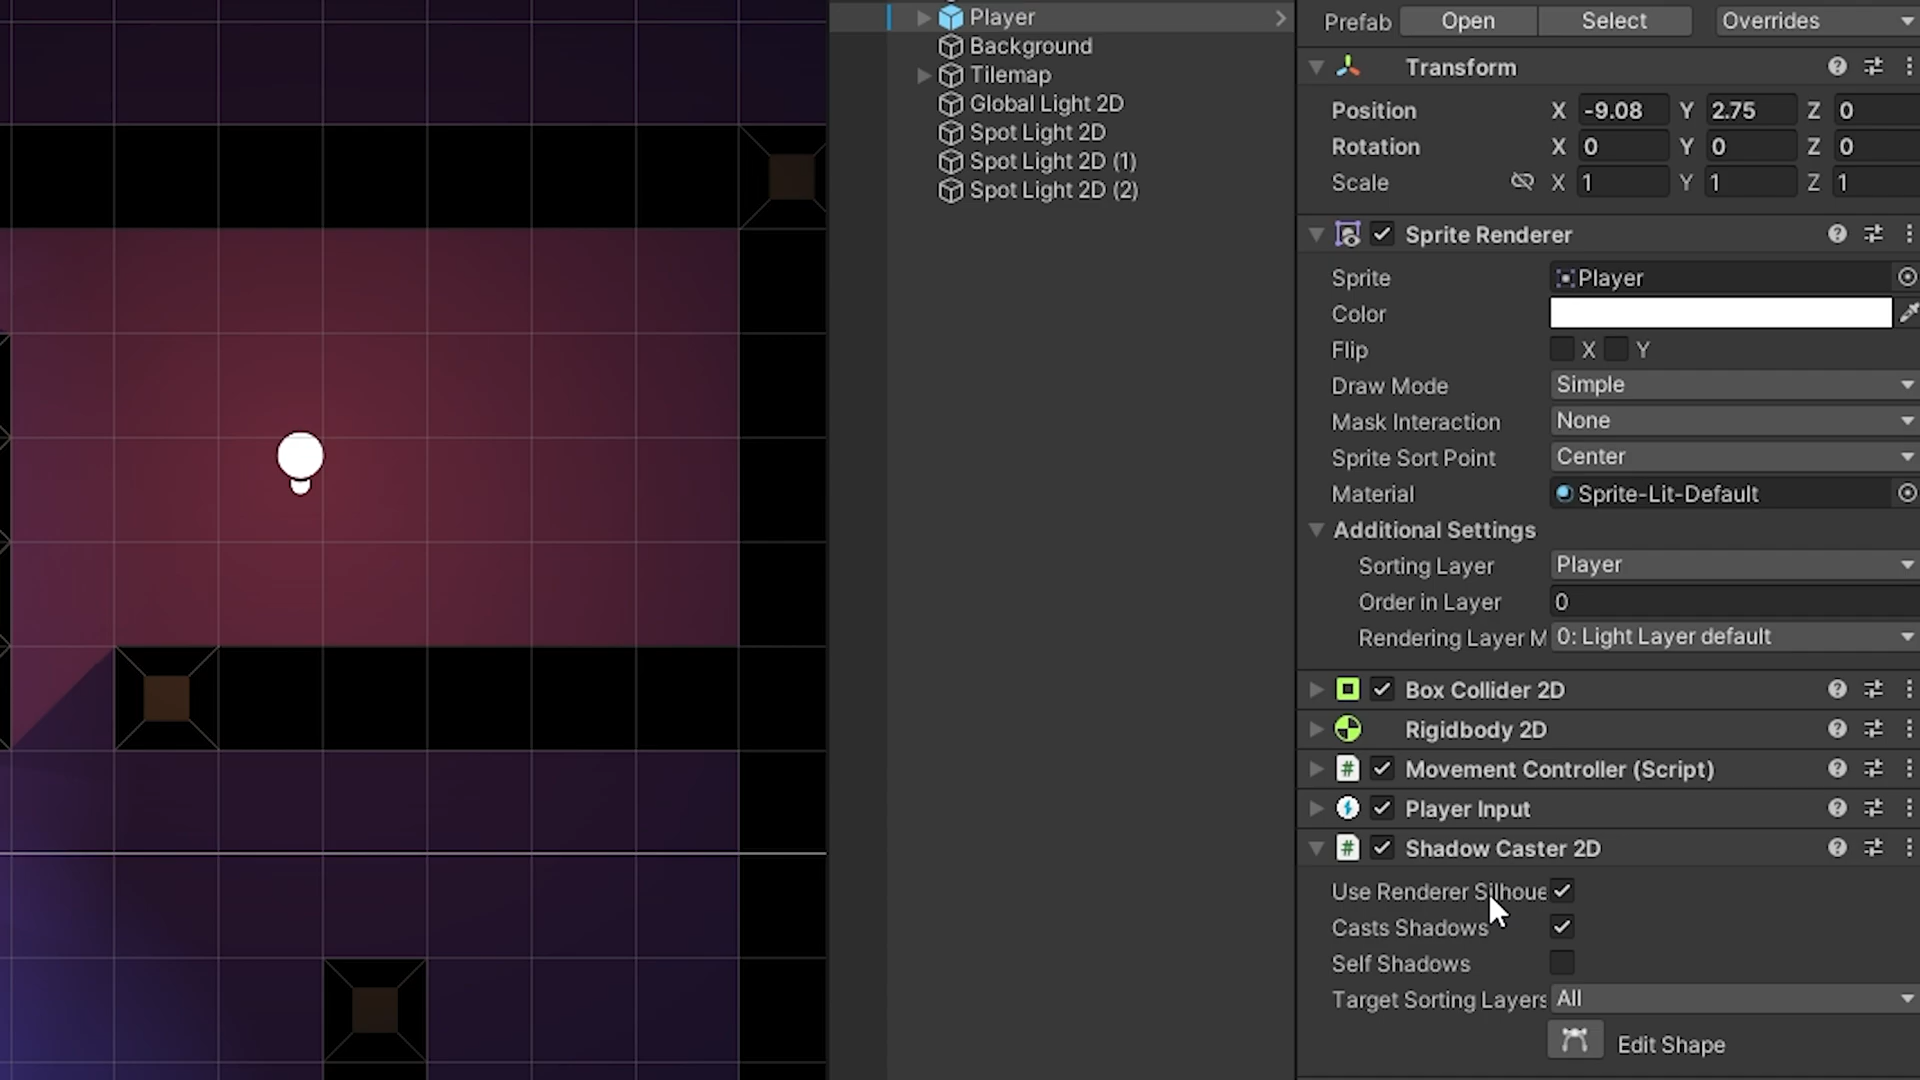 Player
Background
Tilemap
Global Light 2D
Spot Light 2D
Spot Light 2D (1)
Spot Light 2D (2)
Prefab Open Select Overrides
Transform
Position X -9.08 Y 2.75 Z 0
Rotation X 0 Y 0 Z 0
Scale X 1 Y 1 Z 1
Sprite Renderer
Sprite Player
Color
Flip X Y
Draw Mode Simple
Mask Interaction None
Sprite Sort Point Center
Material Sprite-Lit-Default
Additional Settings
Sorting Layer Player
Order in Layer 0
Rendering Layer M 0: Light Layer default
Box Collider 2D
Rigidbody 2D
# Movement Controller (Script)
Player Input
# Shadow Caster 2D
Use Renderer Silhoue
Casts Shadows
Self Shadows
Target Sorting Layers All
Edit Shape